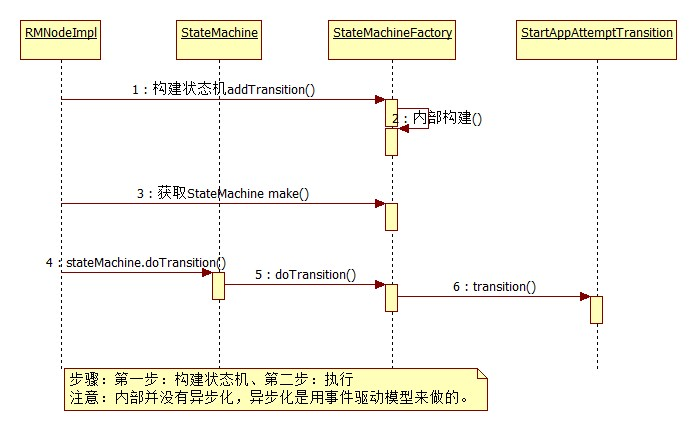 RMNodeImpl
StateMachine
StateMachineFactory
StartAppAttemptTransition
1：构建状态机addTransition()
2：内部构建()
3：获取StateMachine make()
4：stateMachine.doTransition()
5：doTransition()
6：transition()
步骤：第一步：构建状态机、第二步：执行
注意：内部并没有异步化，异步化是用事件驱动模型来做的。